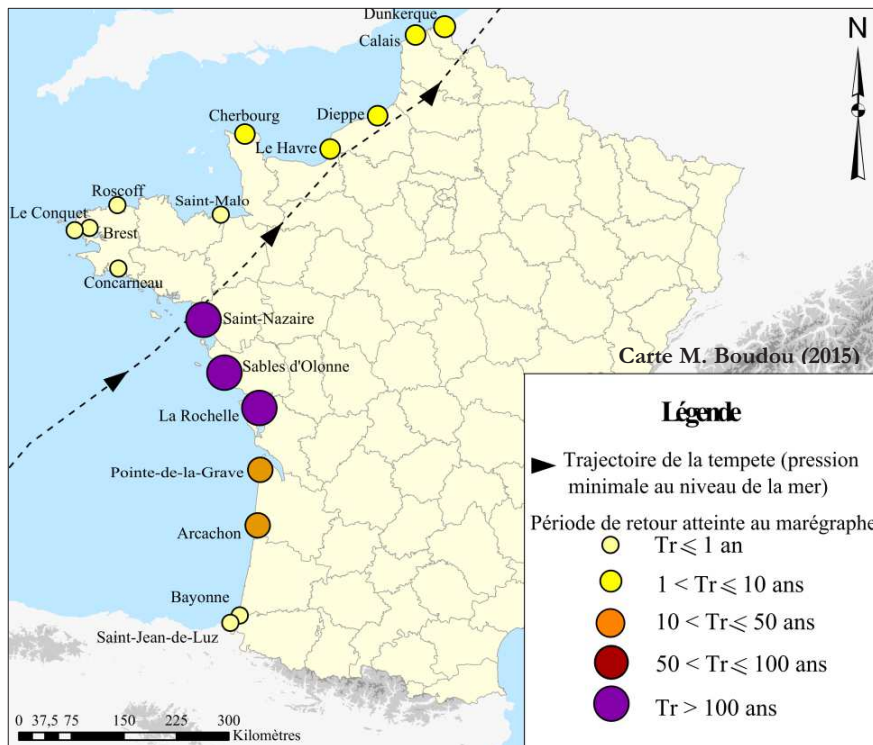 Dunkerque
Calais
N
Dieppe
Cherbourg
Le Havre
Roscoff
Saint-Malo
Le Conquet
Brest
Concarneau
Saint-Nazaire
Carte M. Boudou (2015)
Sables d'Olonne
La Rochelle
Pointe-de-la-Grave
Arcachon
Bayonne
Saint-Jean-de-Luz
Légende
Trajectoire de la tempete (pression
minimale au niveau de la mer)
Période de retour atteinte au marégraphe
Tr ⩽ 1 an
1 < Tr ⩽ 10 ans
10 < Tr ⩽ 50 ans
50 < Tr ⩽ 100 ans
Tr > 100 ans
0 37,5 75 150 225 300
Kilomètres